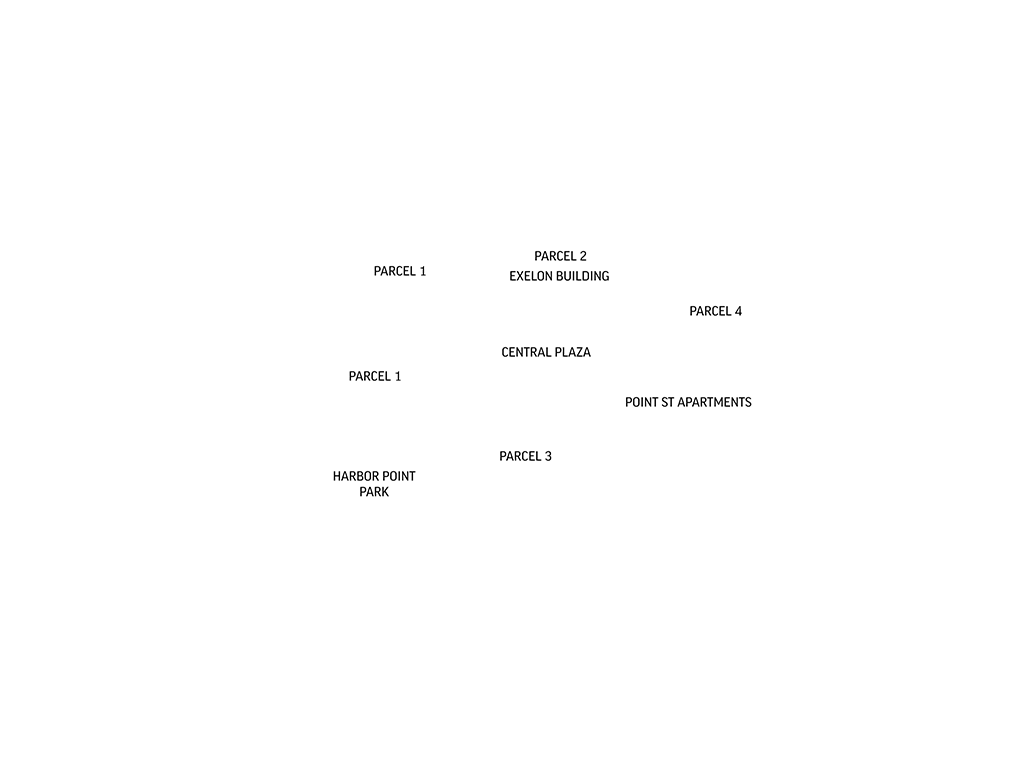 PARCEL 2
PARCEL 1
EXELON BUILDING
PARCEL 4
CENTRAL PLAZA
PARCEL 1
POINT ST APARTMENTS
PARCEL 3
HARBOR POINT
PARK